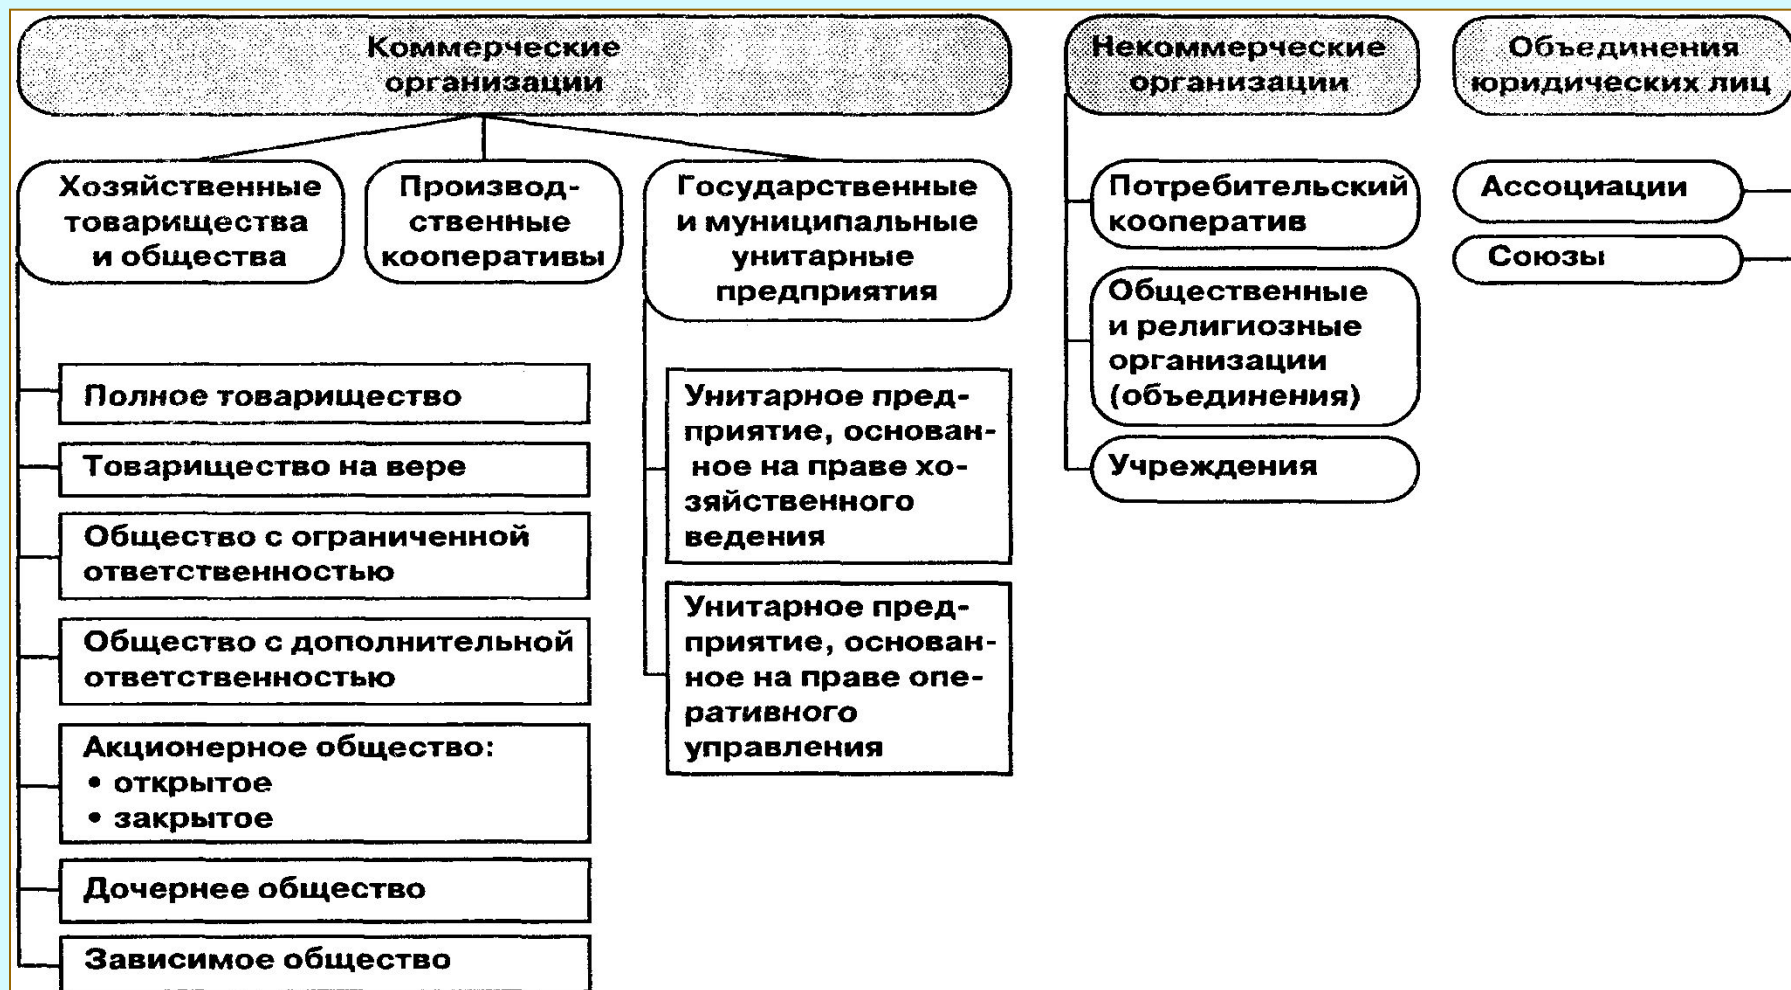 Коммерческие
организации
Хозяйственные
товарищества
и общества
Производ-
ственные
кооперативы
Государственные
и муниципальные
унитарные
предприятия
Полное товарищество
Товарищество на вере
Общество с ограниченной
ответственностью
Общество с дополнительной
ответственностью
Акционерное общество:
• открытое
• закрытое
Дочернее общество
Зависимое общество
Унитарное пред-
приятие, основан-
ное на праве хо-
зяйственного
ведения
Унитарное пред-
приятие, основан-
ное на праве опе-
ративного
управления
Некоммерческие
организации
Потребительский
кооператив
Общественные
и религиозные
организации
(объединения)
Учреждения
Объединения
юридических лиц
Ассоциации
Союзы